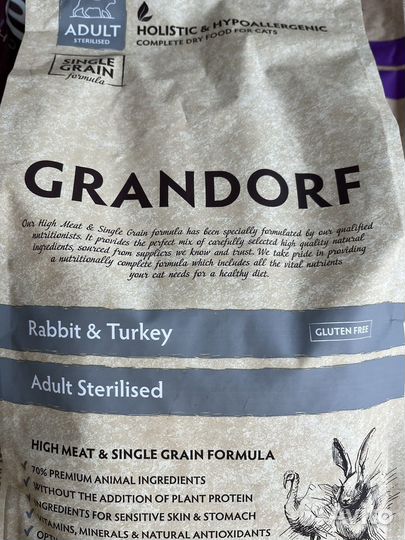 ADULT
STERILISED
HOLISTIC & HYPOALLERGENIC
COMPLETE DRY FOOD FOR CATS
SINGLE
GRAIN
formula
GRANDORF
Our High Meat & Single Grain formula has been specially formulated by our qualified
nutritionists. It provides the perfect mix of carefully selected high quality natural
ingredients, sourced from suppliers we know and trust. We take pride in providing
a nutritionally complete formula which includes all the vital nutrients
your cat needs for a healthy diet.
Rabbit & Turkey
GLUTEN FREE
Adult Sterilised
HIGH MEAT & SINGLE GRAIN FORMULA
70% PREMIUM ANIMAL INGREDIENTS
WITHOUT THE ADDITION OF PLANT PROTEIN
INGREDIENTS FOR SENSITIVE SKIN & STOMACH
VITAMINS, MINERALS & NATURAL ANTIOXIDANTS